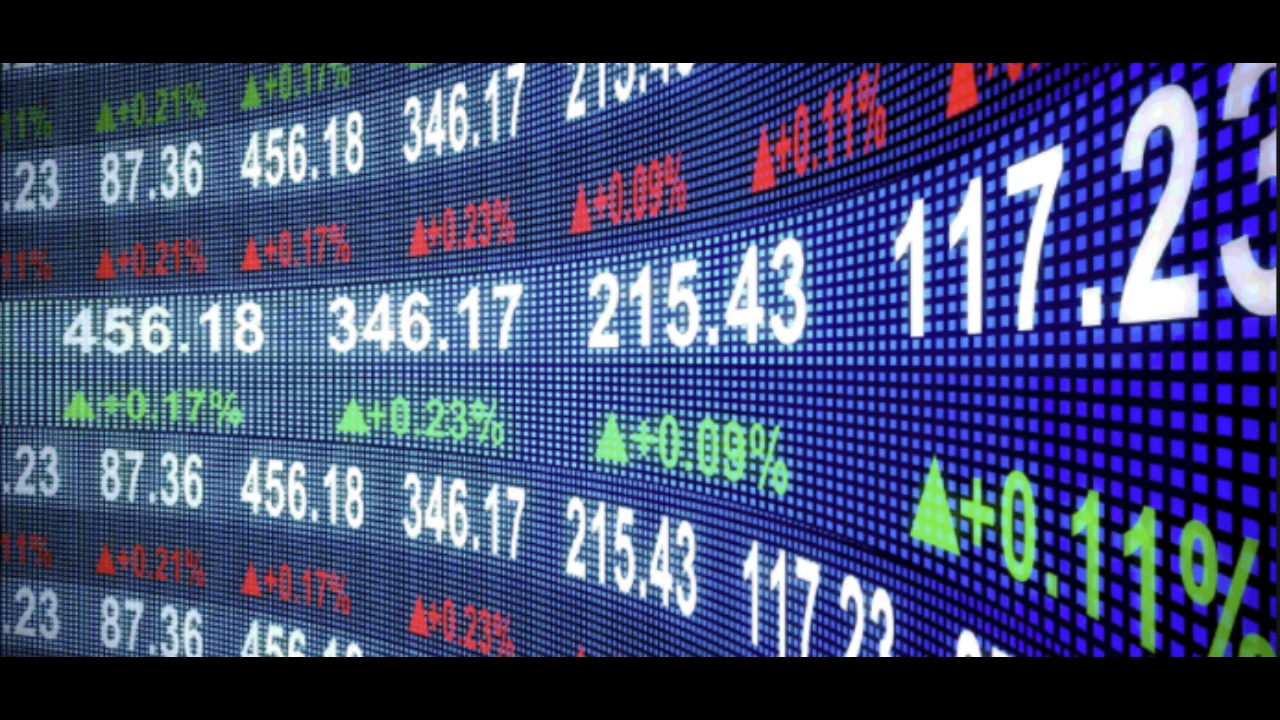 11% ▲+0.21% ▲+0.17%
.23 87.36 456.18 346.17 215.43
11% ▲+0.21% ▲+0.17% ▲+0.23% ▲+0.09% ▲+0.11%
456.18 346.17 215.43 117.23
▲+0.17% ▲+0.23% ▲+0.09% ▲+0.11%
.23 87.36 456.18 346.17 215.43 117.23
11% ▲+0.21% ▲+0.17% ▲+0.23%
.23 87.36 456.18